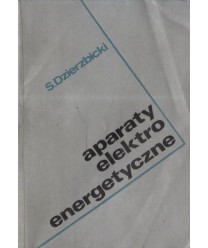 S.Dzierzbicki
aparaty
elektro
energetyczne